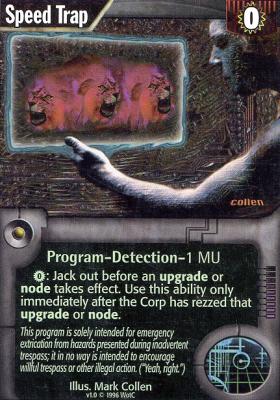 Speed Trap
0
collen
Program-Detection-1 MU
0: Jack out before an upgrade or
node takes effect. Use this ability only
immediately after the Corp has rezzed that
upgrade or node.
This program is solely intended for emergency
extrication from hazards presented during inadvertent
trespass; it in no way is intended to encourage
willful trespass or other illegal action. ("Yeah, right.")
Illus. Mark Collen
v1.0 © 1996 WotC